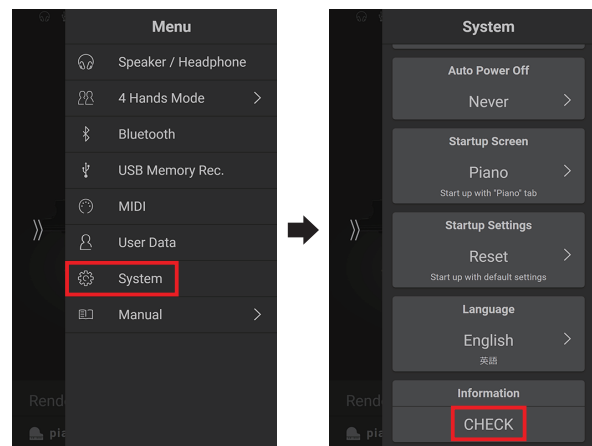 Menu
Speaker / Headphone
4 Hands Mode
Bluetooth
USB Memory Rec.
MIDI
User Data
System
Manual
System
Auto Power Off
Never
Startup Screen
Piano
Start up with "Piano" tab
Startup Settings
Reset
Start up with default settings
Language
English
英語
Information
CHECK